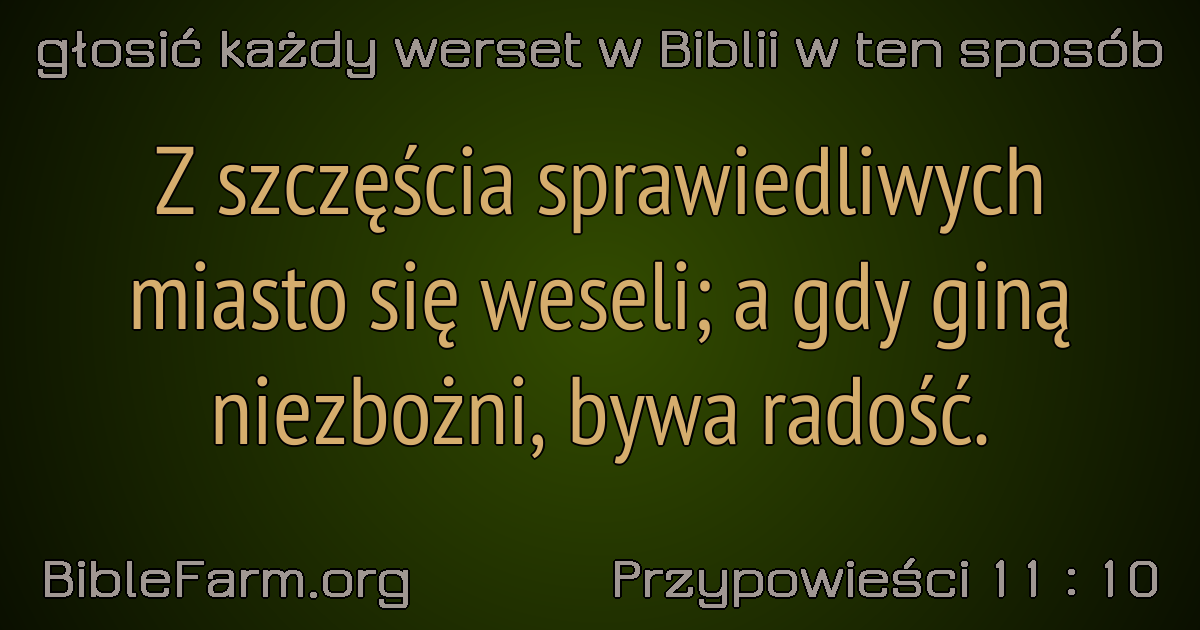 głosić każdy werset w Biblii w ten sposób
Z szczęścia sprawiedliwych
miasto się weseli; a gdy giną
niezbożni, bywa radość.
BibleFarm.org
Przypowieści 11 : 10